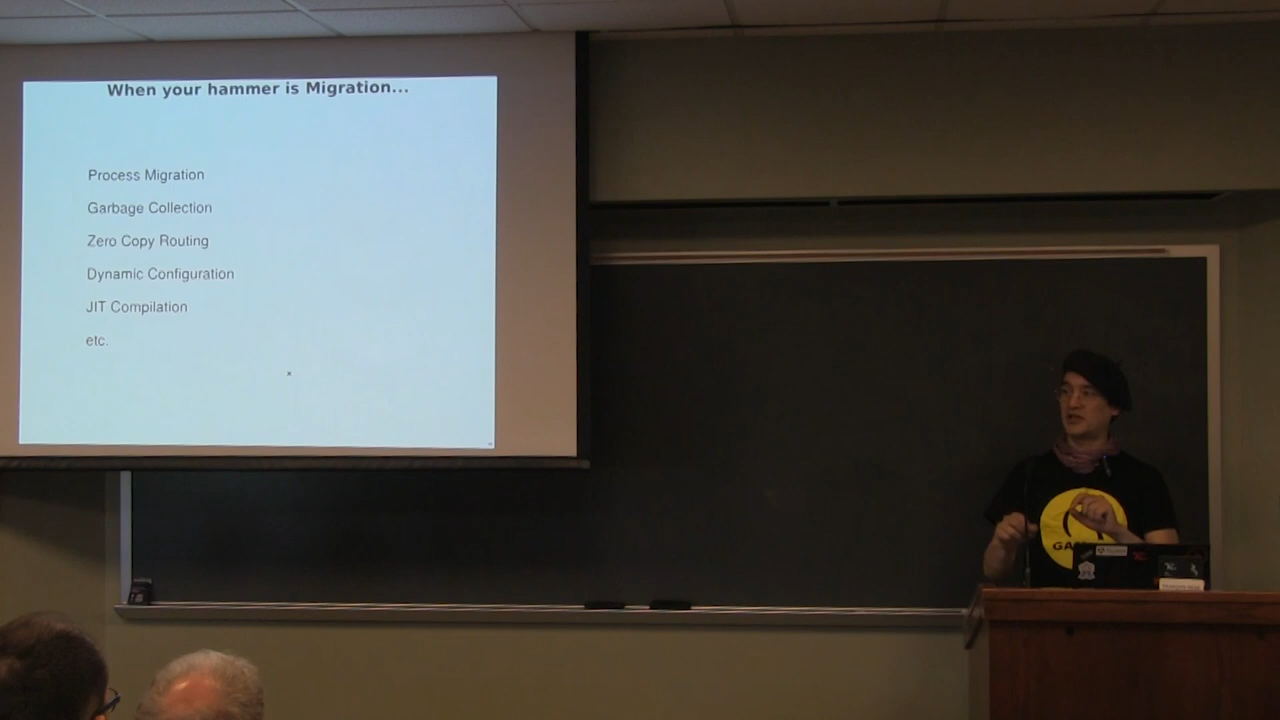 When your hammer is Migration...
Process Migration
Garbage Collection
Zero Copy Routing
Dynamic Configuration
JIT Compilation
etc.